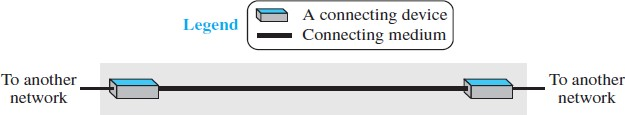 Legend
A connecting device
Connecting medium
To another
network
To another
network